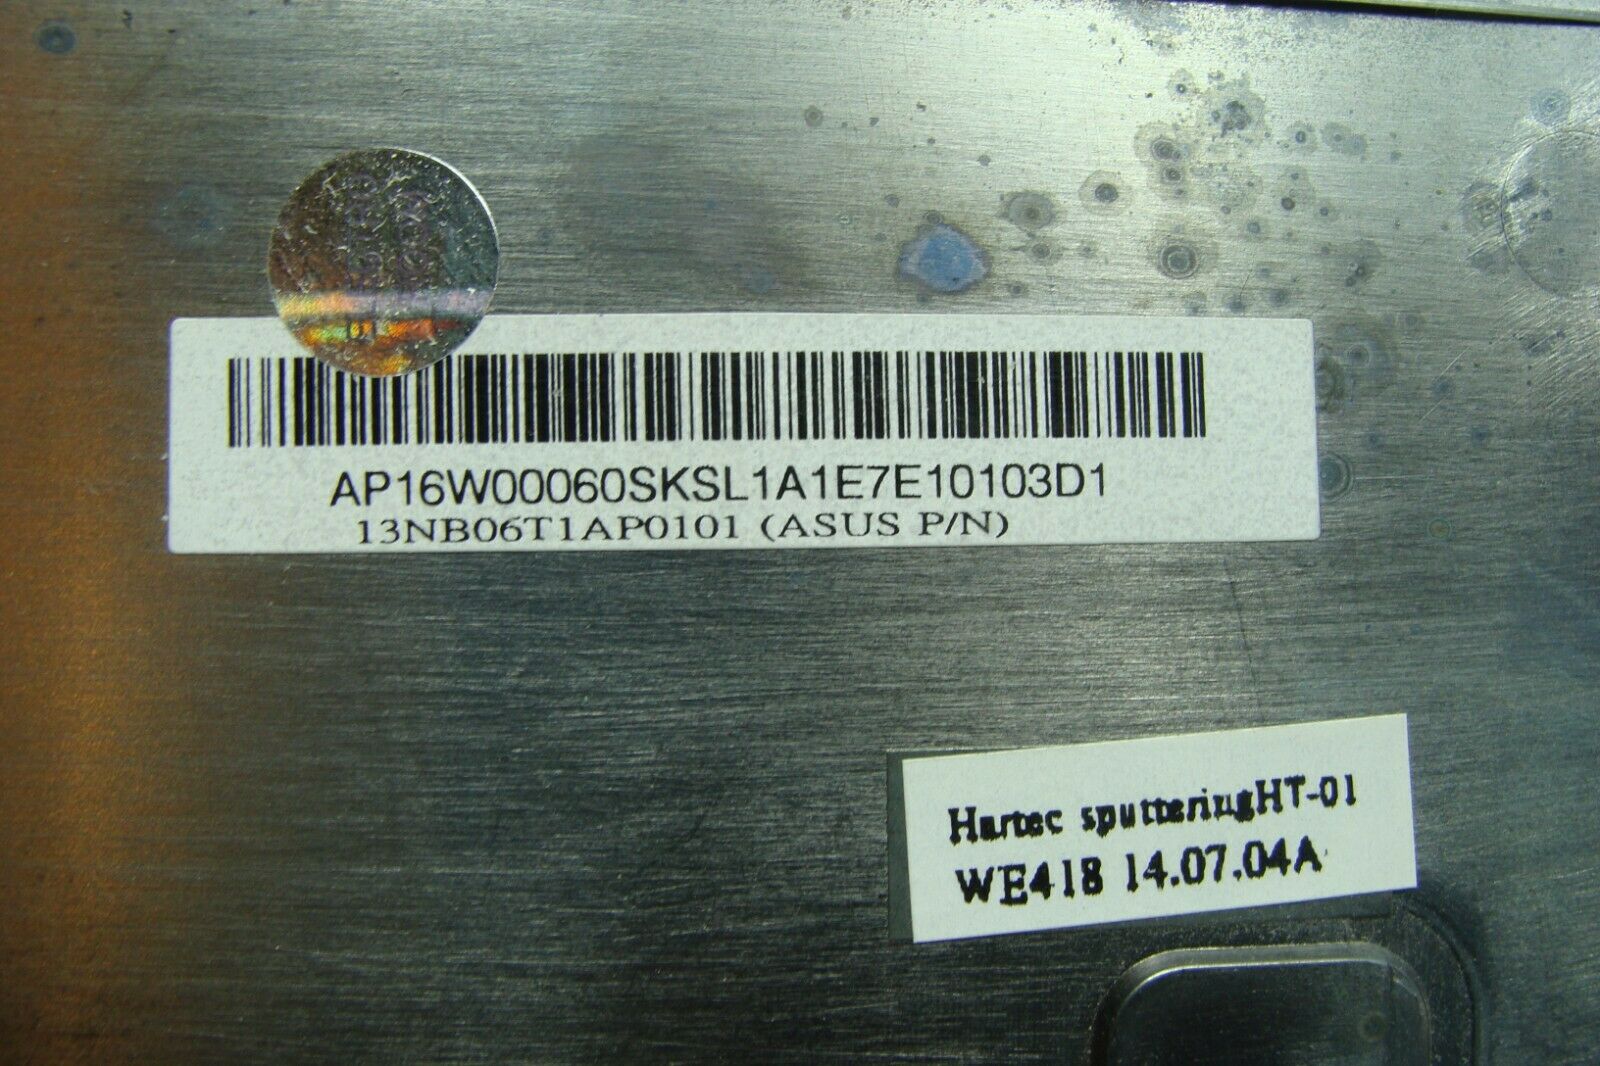 AP16W00060SKSL1A1E7E10103D1
13NB06T1AP0101 (ASUS P/N)
Hartec sputteringHT-01
WE418 14.07.04A